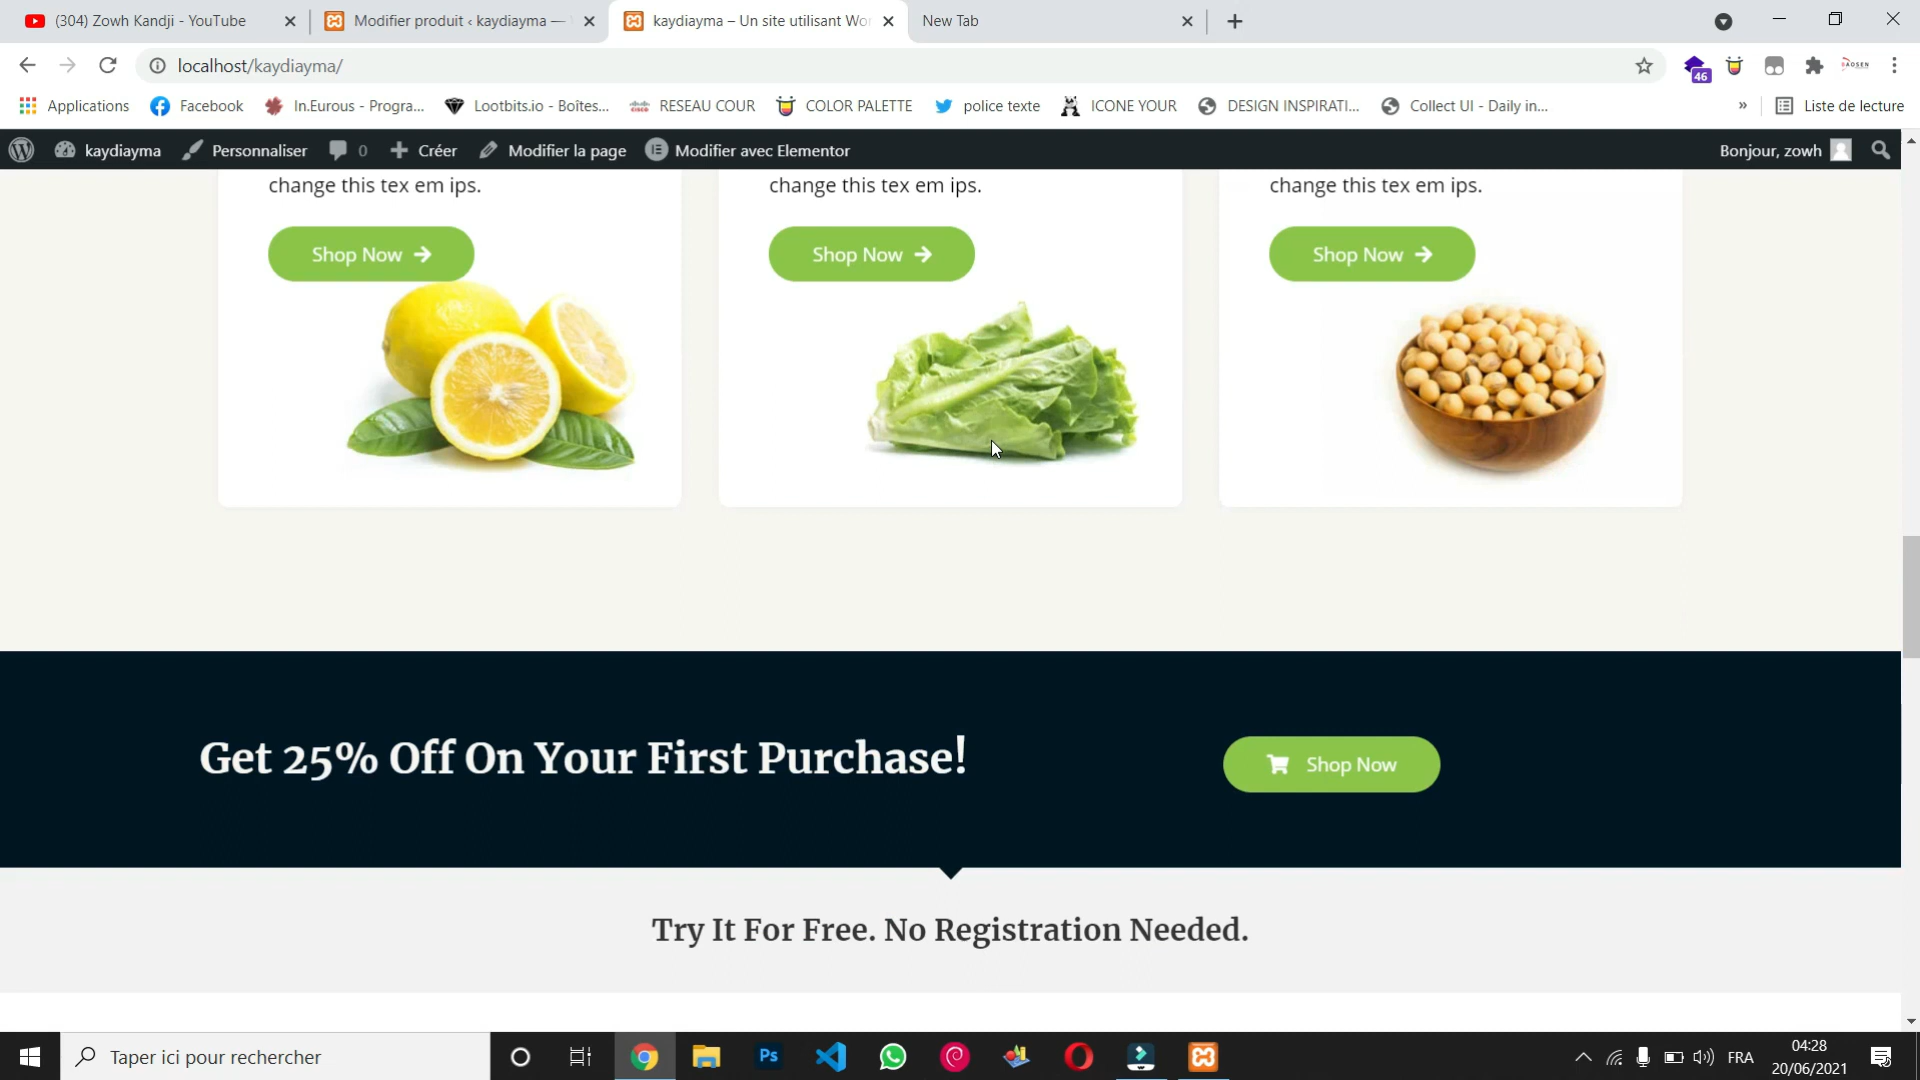 (304) Zowh Kandji - YouTube
Modifier produit ‹ kaydiayma —
kaydiayma – Un site utilisant Wo
New Tab
localhost/kaydiayma/
46
Applications
Facebook
In.Eurous - Progra...
Lootbits.io - Boîtes...
RESEAU COUR
COLOR PALETTE
police texte
ICONE YOUR
DESIGN INSPIRATI...
Collect UI - Daily in...
»
Liste de lecture
kaydiayma
Personnaliser
0
Créer
Modifier la page
Modifier avec Elementor
Bonjour, zowh
change this tex em ips.
change this tex em ips.
change this tex em ips.
Shop Now
Shop Now
Shop Now
Get 25% Off On Your First Purchase!
Shop Now
Try It For Free. No Registration Needed.
Taper ici pour rechercher
Ps
FRA
04:28
20/06/2021